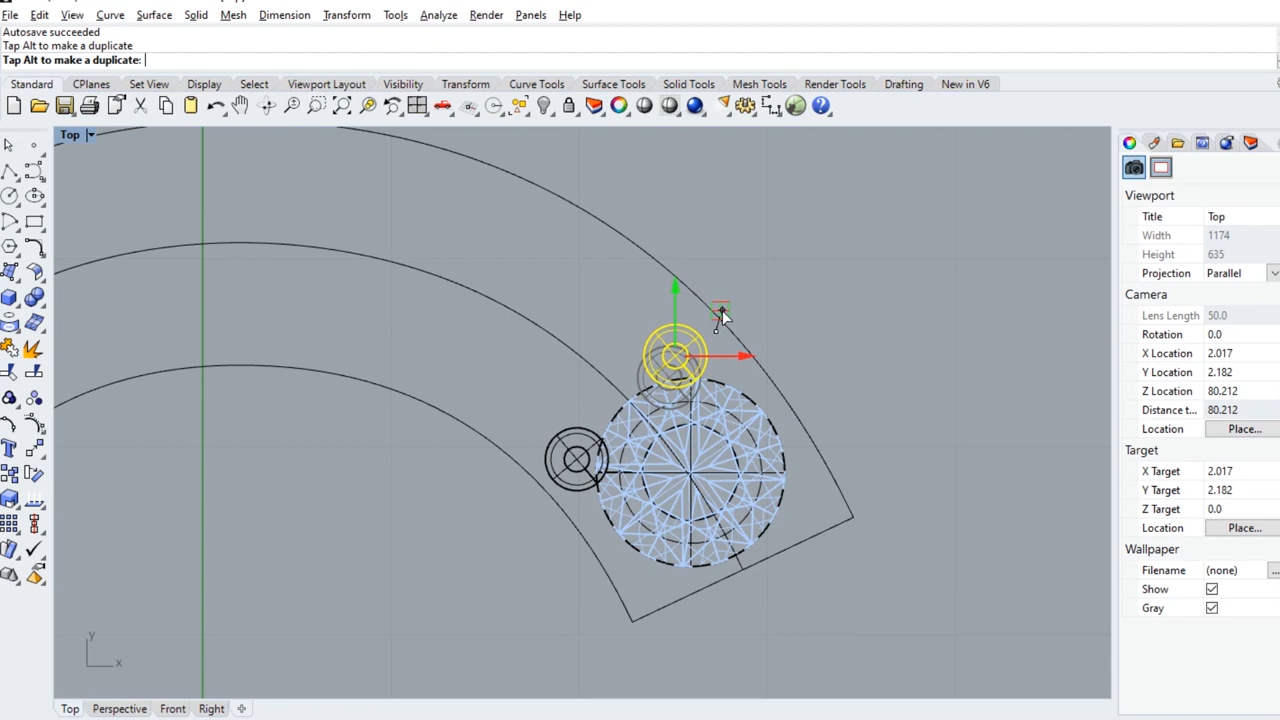 File Edit View Curve Surface Solid Mesh Dimension Transform Tools Analyze Render Panels Help
Autosave succeeded
Tap Alt to make a duplicate
Tap Alt to make a duplicate:
Standard CPlanes Set View Display Select Viewport Layout Visibility Transform Curve Tools Surface Tools Solid Tools Mesh Tools Render Tools Drafting New in V6
Top
Viewport
Title Top
Width 1174
Height 635
Projection Parallel
Camera
Lens Length 50.0
Rotation 0.0
X Location 2.017
Y Location 2.182
Z Location 80.212
Distance t... 80.212
Location Place...
Target
X Target 2.017
Y Target 2.182
Z Target 0.0
Location Place...
Wallpaper
Filename (none) ...
Show
Gray
y
x
Top Perspective Front Right